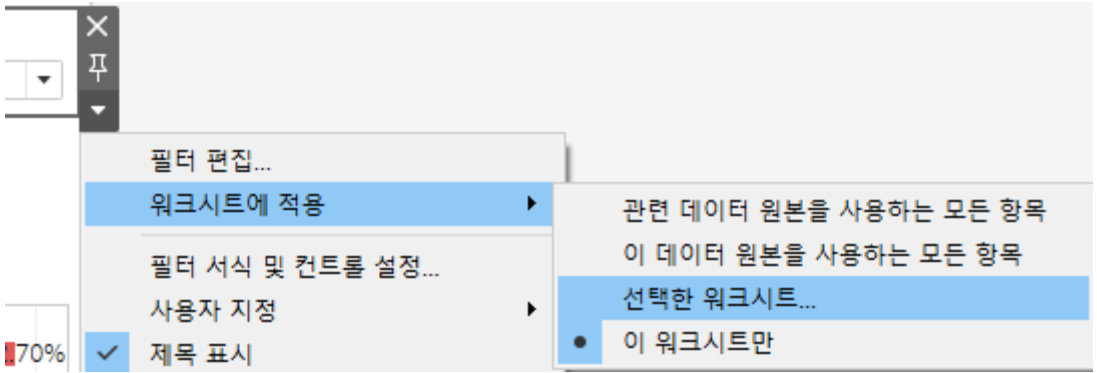 필터 편집...
워크시트에 적용
관련 데이터 원본을 사용하는 모든 항목
이 데이터 원본을 사용하는 모든 항목
필터 서식 및 컨트롤 설정...
선택한 워크시트...
사용자 지정
이 워크시트만
70%
제목 표시